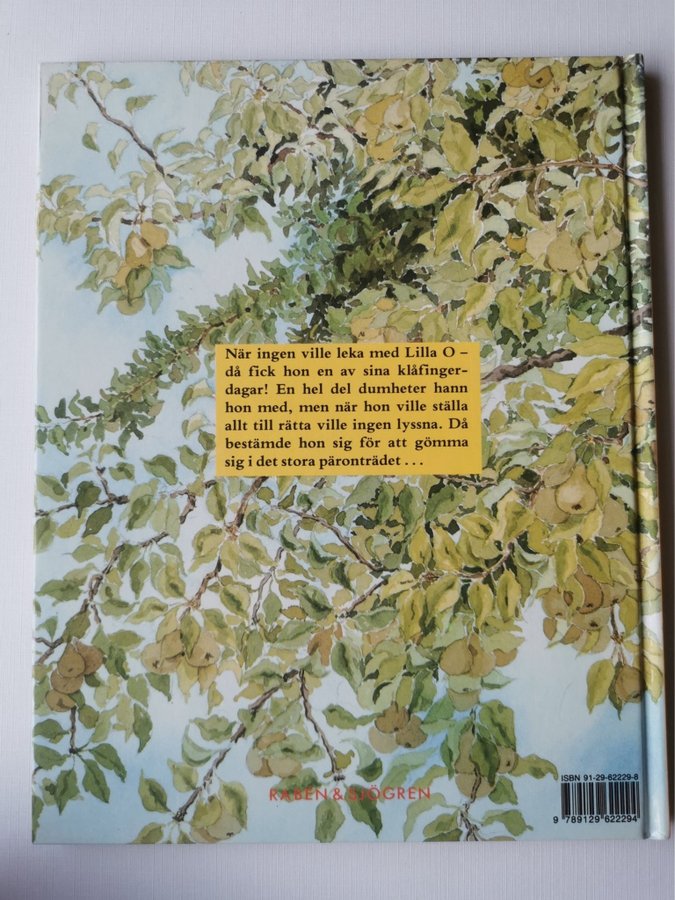 När ingen ville leka med Lilla O –
då fick hon en av sina klåfinger-
dagar! En hel del dumheter hann
hon med, men när hon ville ställa
allt till rätta ville ingen lyssna. Då
bestämde hon sig för att gömma
sig i det stora päronträdet . . .
RABÉN & SJÖGREN
ISBN 91-29-62229-8
9 789129 622294